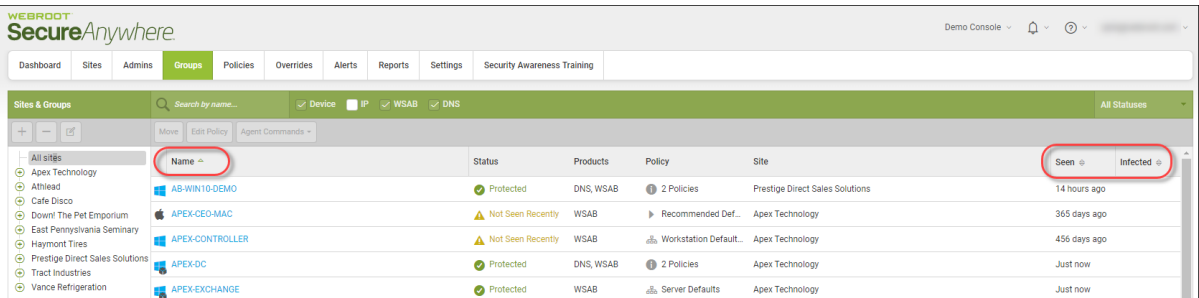 WEBROOT
SecureAnywhere.
Demo Console
Dashboard Sites Admins Groups Policies Overrides Alerts Reports Settings Security Awareness Training
Sites & Groups Search by name... Device IP WSAB DNS All Statuses
Move Edit Policy Agent Commands
All sites
Apex Technology
Athlead
Cafe Disco
Down! The Pet Emporium
East Pennyslvania Seminary
Haymont Tires
Prestige Direct Sales Solutions
Tract Industries
Vance Refrigeration
Name Status Products Policy Site Seen Infected
AB-WIN10-DEMO Protected DNS, WSAB 2 Policies Prestige Direct Sales Solutions 14 hours ago
APEX-CEO-MAC Not Seen Recently WSAB Recommended Def... Apex Technology 365 days ago
APEX-CONTROLLER Not Seen Recently WSAB Workstation Default... Apex Technology 456 days ago
APEX-DC Protected DNS, WSAB 2 Policies Apex Technology Just now
APEX-EXCHANGE Protected WSAB Server Defaults Apex Technology Just now